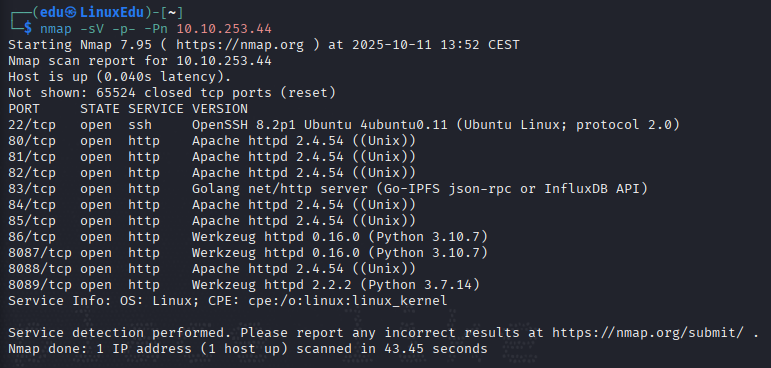 ┌──(edu㉿LinuxEdu)-[~]
└─$ nmap -sV -p- -Pn 10.10.253.44
Starting Nmap 7.95 ( https://nmap.org ) at 2025-10-11 13:52 CEST
Nmap scan report for 10.10.253.44
Host is up (0.040s latency).
Not shown: 65524 closed tcp ports (reset)
PORT     STATE SERVICE VERSION
22/tcp   open  ssh     OpenSSH 8.2p1 Ubuntu 4ubuntu0.11 (Ubuntu Linux; protocol 2.0)
80/tcp   open  http    Apache httpd 2.4.54 ((Unix))
81/tcp   open  http    Apache httpd 2.4.54 ((Unix))
82/tcp   open  http    Apache httpd 2.4.54 ((Unix))
83/tcp   open  http    Golang net/http server (Go-IPFS json-rpc or InfluxDB API)
84/tcp   open  http    Apache httpd 2.4.54 ((Unix))
85/tcp   open  http    Apache httpd 2.4.54 ((Unix))
86/tcp   open  http    Werkzeug httpd 0.16.0 (Python 3.10.7)
8087/tcp open  http    Werkzeug httpd 0.16.0 (Python 3.10.7)
8088/tcp open  http    Apache httpd 2.4.54 ((Unix))
8089/tcp open  http    Werkzeug httpd 2.2.2 (Python 3.7.14)
Service Info: OS: Linux; CPE: cpe:/o:linux:linux_kernel

Service detection performed. Please report any incorrect results at https://nmap.org/submit/ .
Nmap done: 1 IP address (1 host up) scanned in 43.45 seconds